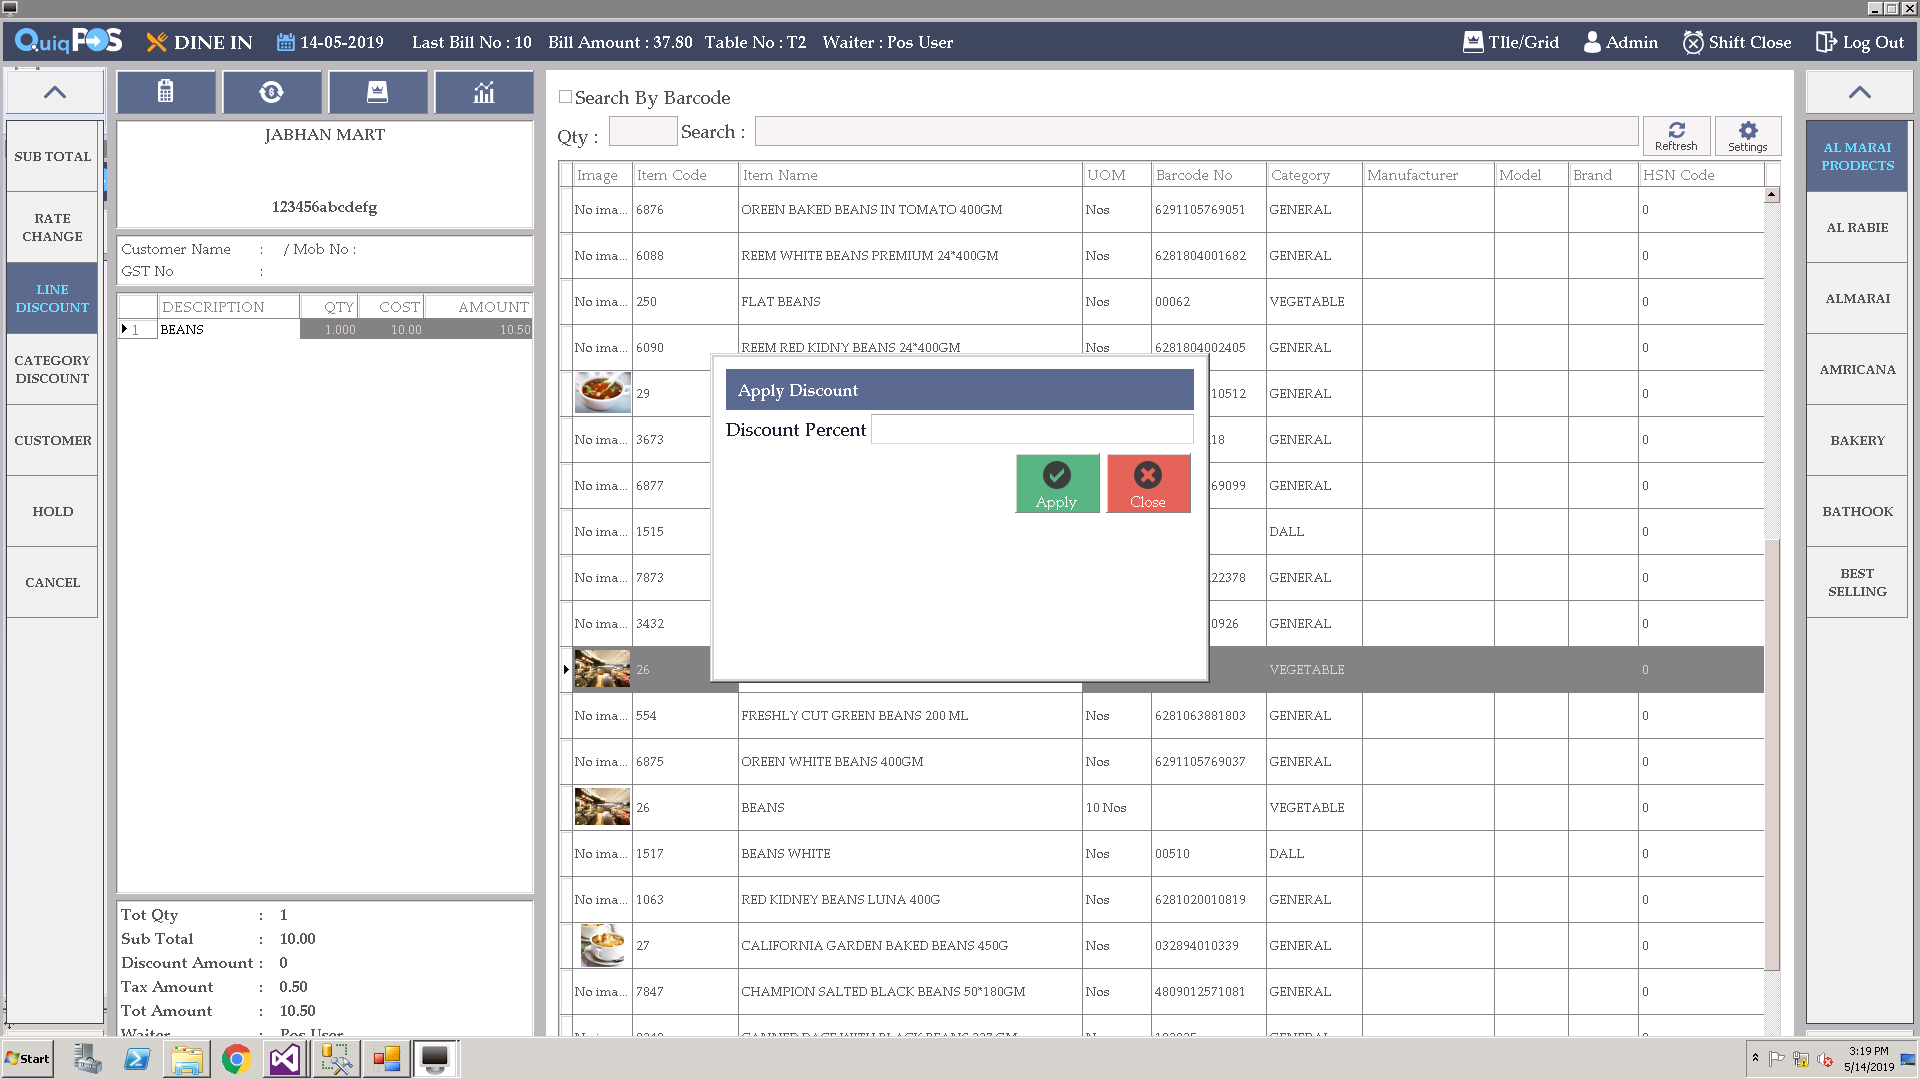 QuiqPOS DINE IN 14-05-2019 Last Bill No : 10 Bill Amount : 37.80 Table No : T2 Waiter : Pos User TIle/Grid Admin Shift Close Log Out
SUB TOTAL
RATE
CHANGE
LINE
DISCOUNT
CATEGORY
DISCOUNT
CUSTOMER
HOLD
CANCEL
JABHAN MART
123456abcdefg
Customer Name : / Mob No :
GST No :
DESCRIPTION QTY COST AMOUNT
1 BEANS 1.000 10.00 10.50
Tot Qty : 1
Sub Total : 10.00
Discount Amount : 0
Tax Amount : 0.50
Tot Amount : 10.50
Waiter : Pos User
Search By Barcode
Qty : Search :
Reftresh
Settings
Image Item Code Item Name UOM Barcode No Category Manufacturer Model Brand HSN Code
No ima... 6876 OREEN BAKED BEANS IN TOMATO 400GM Nos 6291105769051 GENERAL 0
No ima... 6088 REEM WHITE BEANS PREMIUM 24*400GM Nos 6281804001682 GENERAL 0
No ima... 250 FLAT BEANS Nos 00062 VEGETABLE 0
No ima... 6090 REEM RED KIDNY BEANS 24*400GM Nos 6281804002405 GENERAL 0
29 10512 GENERAL 0
No ima... 3673 18 GENERAL 0
No ima... 6877 69099 GENERAL 0
No ima... 1515 DALL 0
No ima... 7873 22378 GENERAL 0
No ima... 3432 0926 GENERAL 0
26 VEGETABLE 0
No ima... 554 FRESHLY CUT GREEN BEANS 200 ML Nos 6281063881803 GENERAL 0
No ima... 6875 OREEN WHITE BEANS 400GM Nos 6291105769037 GENERAL 0
26 BEANS 10 Nos VEGETABLE 0
No ima... 1517 BEANS WHITE Nos 00510 DALL 0
No ima... 1063 RED KIDNEY BEANS LUNA 400G Nos 6281020010819 GENERAL 0
27 CALIFORNIA GARDEN BAKED BEANS 450G Nos 032894010339 GENERAL 0
No ima... 7847 CHAMPION SALTED BLACK BEANS 50*180GM Nos 4809012571081 GENERAL 0
Apply Discount
Discount Percent
Apply
Close
AL MARAI
PRODECTS
AL RABIE
ALMARAI
AMRICANA
BAKERY
BATHOOK
BEST
SELLING
Start
3:19 PM
5/14/2019